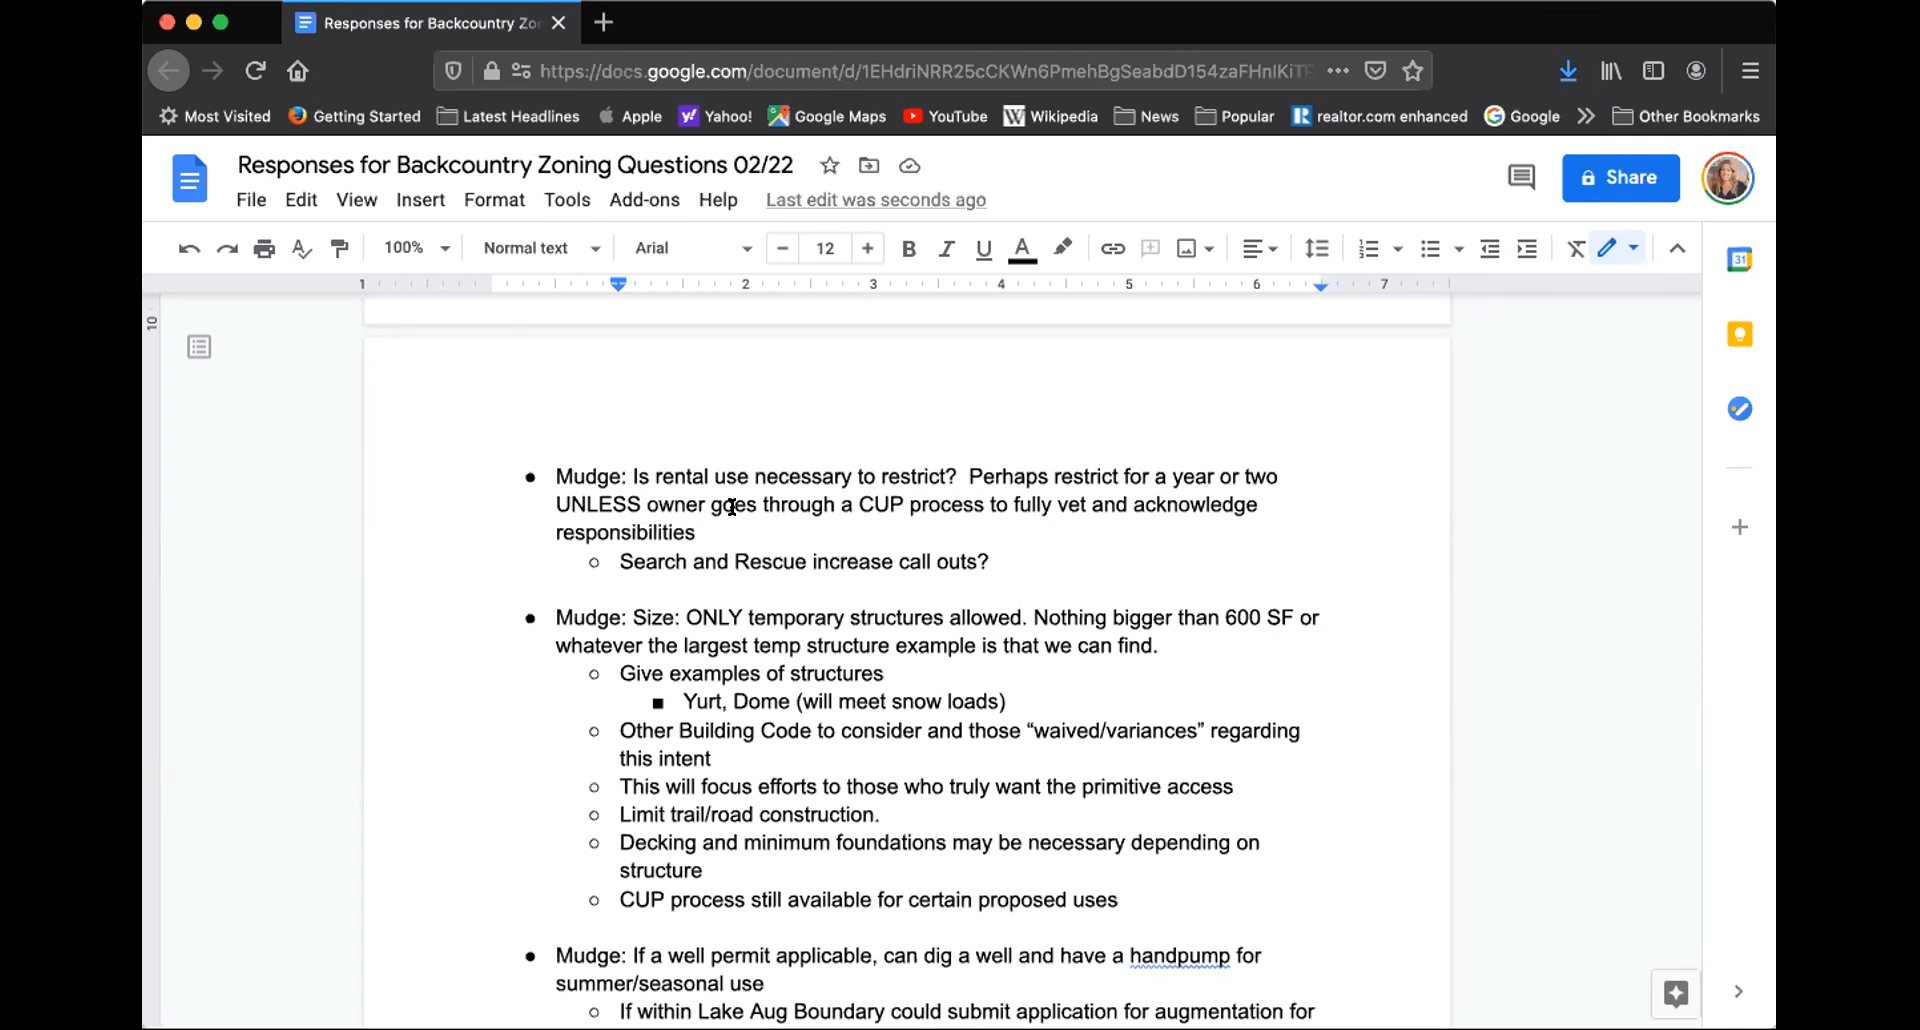 Responses for Backcountry Zon
https://docs.google.com/document/d/1EHdriNRR25cCKWn6PmehBgSeabdD154zaFHnIKiTF
Most Visited Getting Started Latest Headlines Apple Yahoo! Google Maps YouTube Wikipedia News Popular realtor.com enhanced Google Other Bookmarks
Responses for Backcountry Zoning Questions 02/22
Share
File Edit View Insert Format Tools Add-ons Help Last edit was seconds ago
100% Normal text Arial 12 B I U A
31
1 2 3 4 5 6 7
10
● Mudge: Is rental use necessary to restrict? Perhaps restrict for a year or two
UNLESS owner goes through a CUP process to fully vet and acknowledge
responsibilities
○ Search and Rescue increase call outs?
● Mudge: Size: ONLY temporary structures allowed. Nothing bigger than 600 SF or
whatever the largest temp structure example is that we can find.
○ Give examples of structures
■ Yurt, Dome (will meet snow loads)
○ Other Building Code to consider and those “waived/variances” regarding
this intent
○ This will focus efforts to those who truly want the primitive access
○ Limit trail/road construction.
○ Decking and minimum foundations may be necessary depending on
structure
○ CUP process still available for certain proposed uses
● Mudge: If a well permit applicable, can dig a well and have a handpump for
summer/seasonal use
○ If within Lake Aug Boundary could submit application for augmentation for